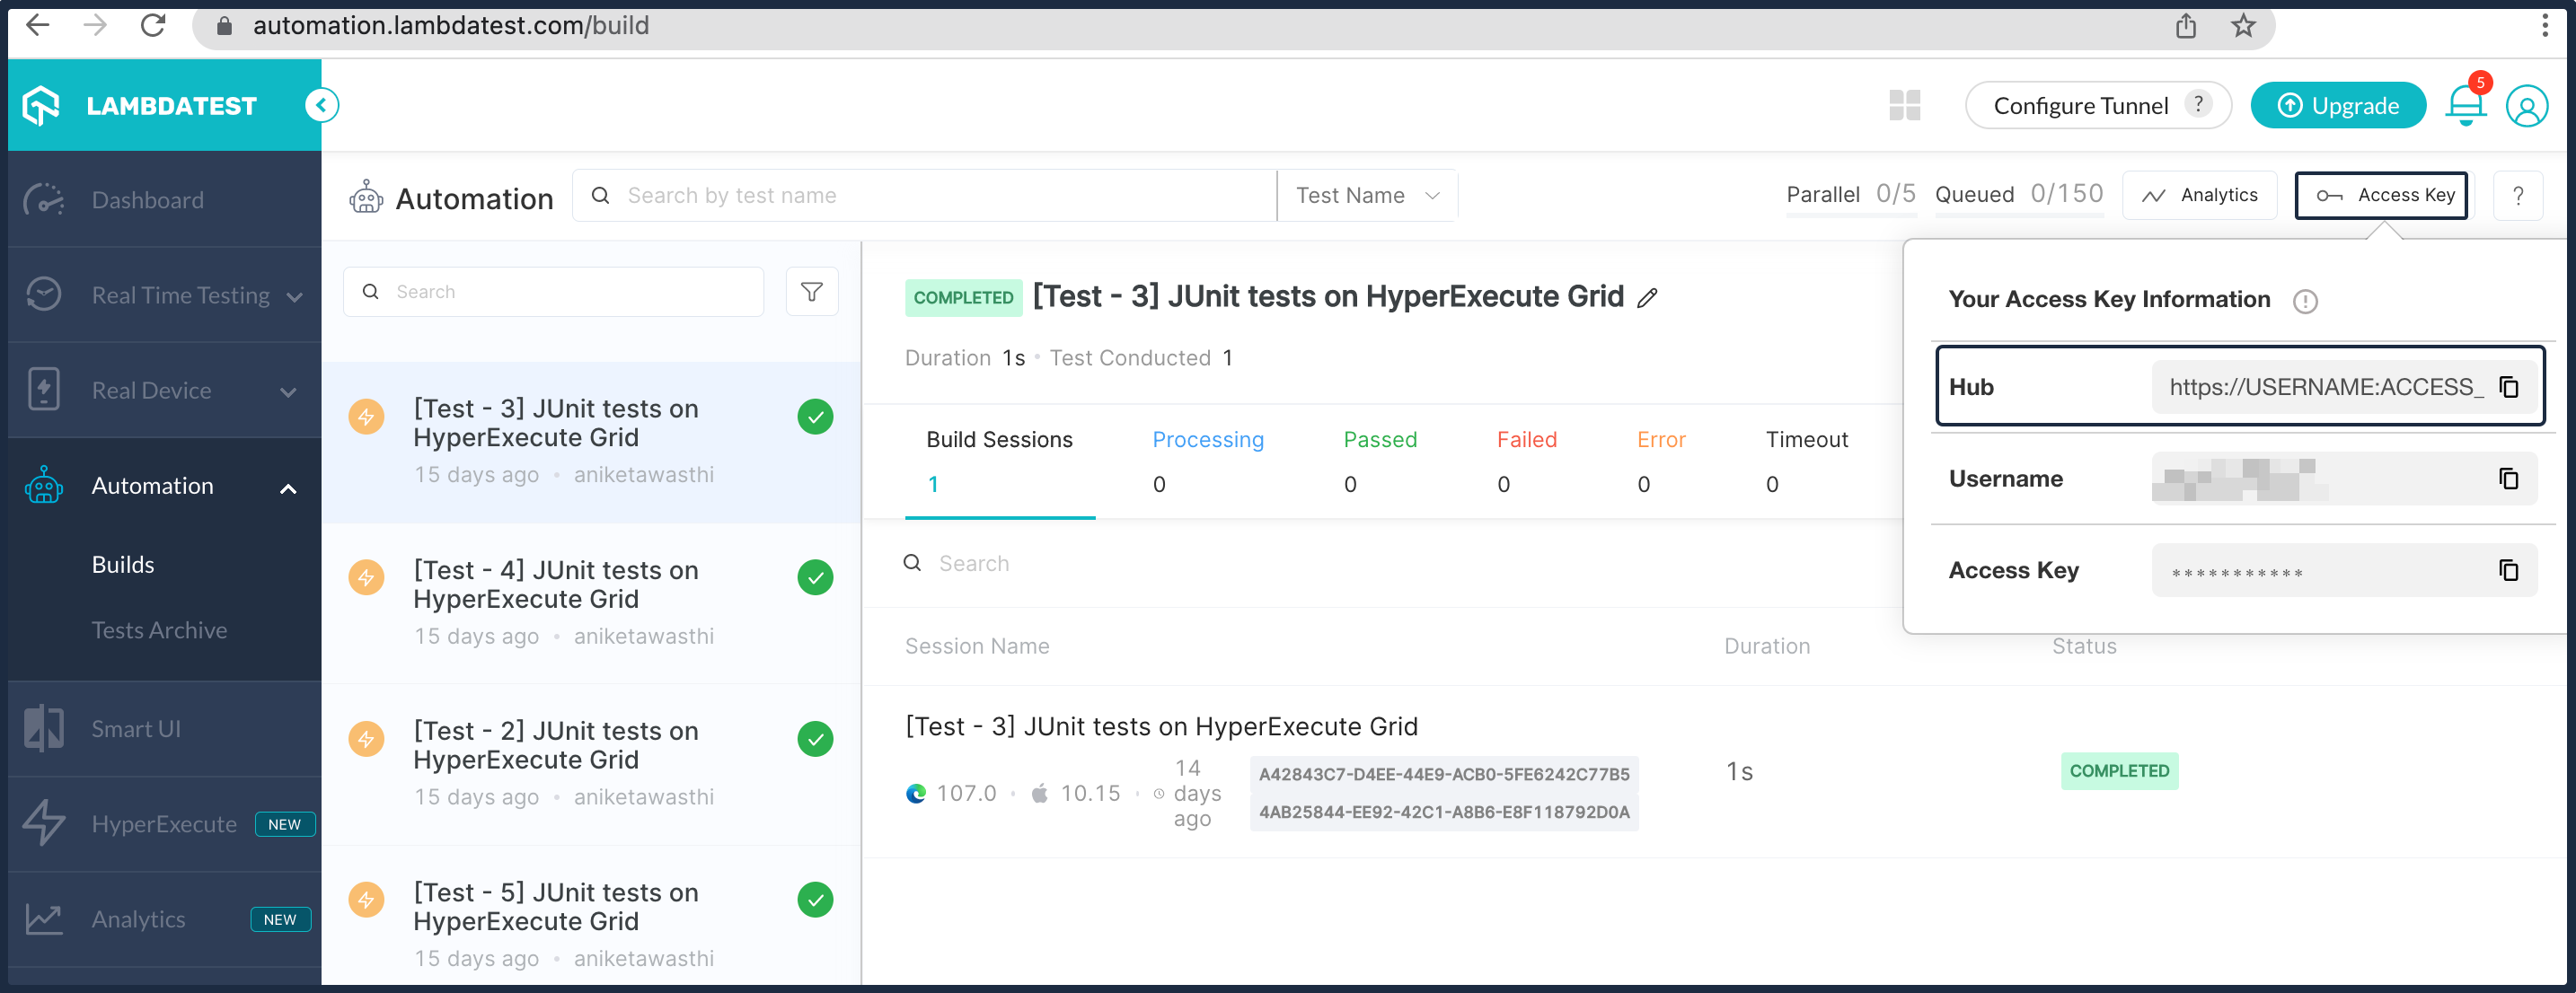 automation.lambdatest.com/build
LAMBDATEST
Configure Tunnel ?
Upgrade
5
Dashboard
Real Time Testing
Real Device
Automation
Builds
Tests Archive
Smart UI
HyperExecute NEW
Analytics NEW
Automation
Search by test name
Test Name
Parallel 0/5 Queued 0/150
Analytics
Access Key
?
Search
[Test - 3] JUnit tests on
HyperExecute Grid
15 days ago • aniketawasthi
[Test - 4] JUnit tests on
HyperExecute Grid
15 days ago • aniketawasthi
[Test - 2] JUnit tests on
HyperExecute Grid
15 days ago • aniketawasthi
[Test - 5] JUnit tests on
HyperExecute Grid
15 days ago • aniketawasthi
COMPLETED [Test - 3] JUnit tests on HyperExecute Grid
Duration 1s • Test Conducted 1
Build Sessions Processing Passed Failed Error Timeout
1 0 0 0 0 0
Search
Session Name Duration Status
[Test - 3] JUnit tests on HyperExecute Grid
107.0 • 10.15 •
14
days
ago
A42843C7-D4EE-44E9-ACB0-5FE6242C77B5
4AB25844-EE92-42C1-A8B6-E8F118792D0A
1s
COMPLETED
Your Access Key Information
Hub https://USERNAME:ACCESS_
Username
Access Key ***********